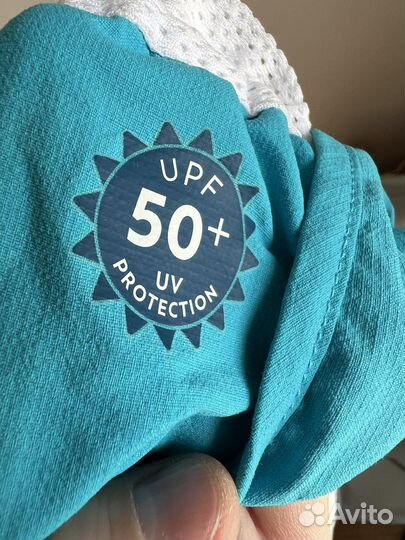 UPF
50+
UV
PROTECTION
Avito